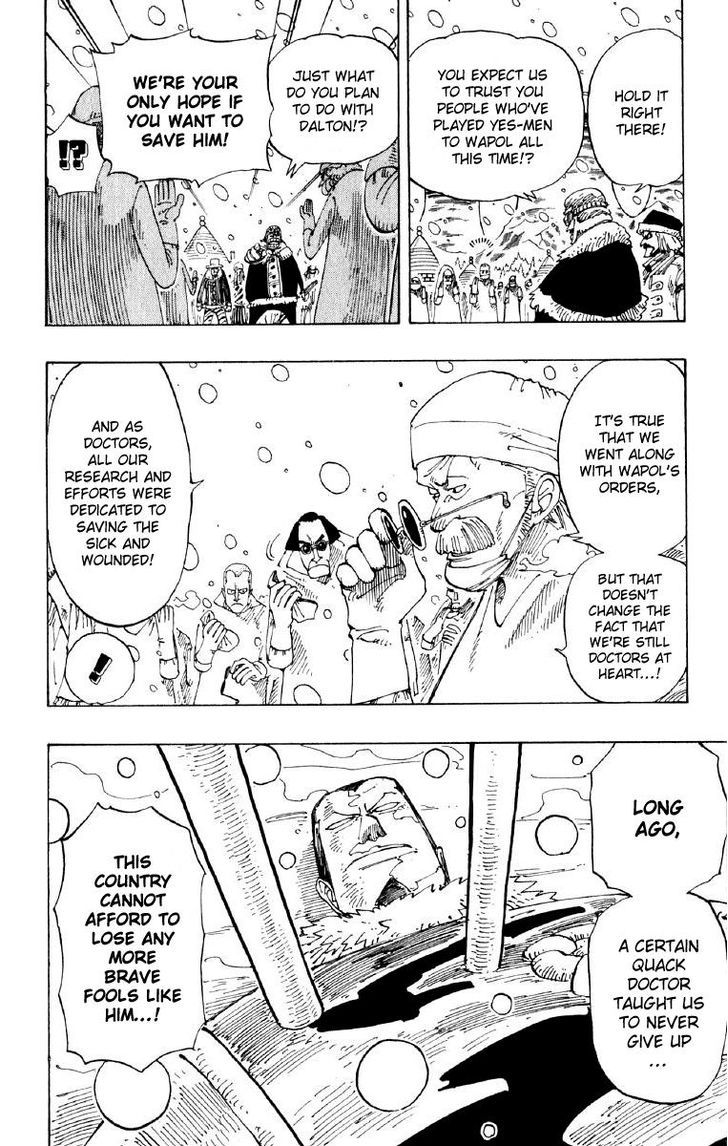 HOLD IT
RIGHT
THERE!
YOU EXPECT US
TO TRUST YOU
PEOPLE WHO'VE
PLAYED YES-MEN
TO WAPOL ALL
THIS TIME!?
JUST WHAT
DO YOU PLAN
TO DO WITH
DALTON!?
WE'RE YOUR
ONLY HOPE IF
YOU WANT TO
SAVE HIM!
!?
IT'S TRUE
THAT WE
WENT ALONG
WITH WAPOL'S
ORDERS,
BUT THAT
DOESN'T
CHANGE THE
FACT THAT
WE'RE STILL
DOCTORS AT
HEART...!
AND AS
DOCTORS,
ALL OUR
RESEARCH AND
EFFORTS WERE
DEDICATED TO
SAVING THE
SICK AND
WOUNDED!
!
LONG
AGO,
A CERTAIN
QUACK
DOCTOR
TAUGHT US
TO NEVER
GIVE UP
...
THIS
COUNTRY
CANNOT
AFFORD TO
LOSE ANY
MORE
BRAVE
FOOLS LIKE
HIM...!